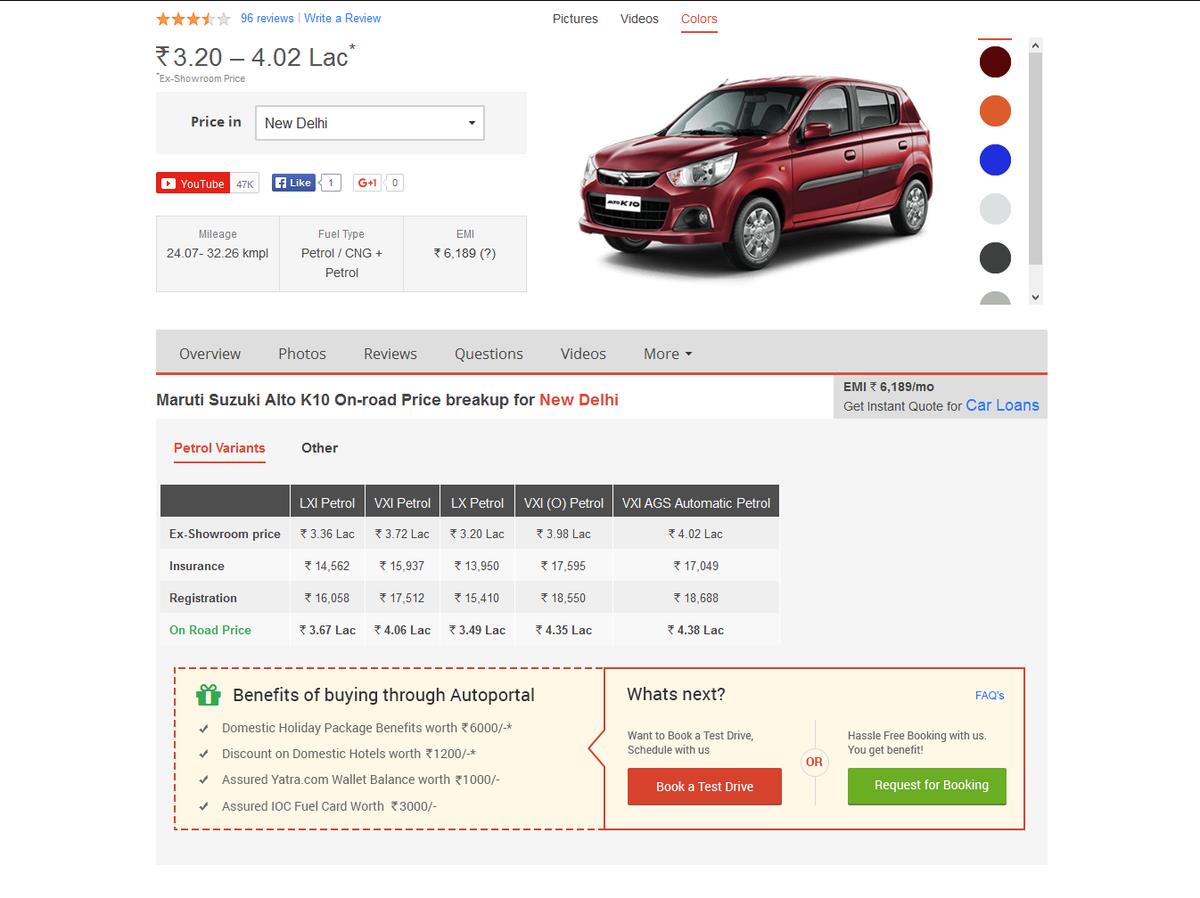 96 reviews | Write a Review
Pictures Videos Colors
₹ 3.20 – 4.02 Lac*
*Ex-Showroom Price
Price in New Delhi
YouTube 47K Like 1 G+1 0
Mileage
24.07- 32.26 kmpl
Fuel Type
Petrol / CNG +
Petrol
EMI
₹ 6,189 (?)
ALTO K10
Overview Photos Reviews Questions Videos More
Maruti Suzuki Alto K10 On-road Price breakup for New Delhi
EMI ₹ 6,189/mo
Get Instant Quote for Car Loans
Petrol Variants Other
LXI Petrol VXI Petrol LX Petrol VXI (O) Petrol VXI AGS Automatic Petrol
Ex-Showroom price ₹ 3.36 Lac ₹ 3.72 Lac ₹ 3.20 Lac ₹ 3.98 Lac ₹ 4.02 Lac
Insurance ₹ 14,562 ₹ 15,937 ₹ 13,950 ₹ 17,595 ₹ 17,049
Registration ₹ 16,058 ₹ 17,512 ₹ 15,410 ₹ 18,550 ₹ 18,688
On Road Price ₹ 3.67 Lac ₹ 4.06 Lac ₹ 3.49 Lac ₹ 4.35 Lac ₹ 4.38 Lac
Benefits of buying through Autoportal
Domestic Holiday Package Benefits worth ₹6000/-*
Discount on Domestic Hotels worth ₹1200/-*
Assured Yatra.com Wallet Balance worth ₹1000/-
Assured IOC Fuel Card Worth ₹3000/-
Whats next? FAQ's
Want to Book a Test Drive,
Schedule with us
Book a Test Drive
OR
Hassle Free Booking with us.
You get benefit!
Request for Booking